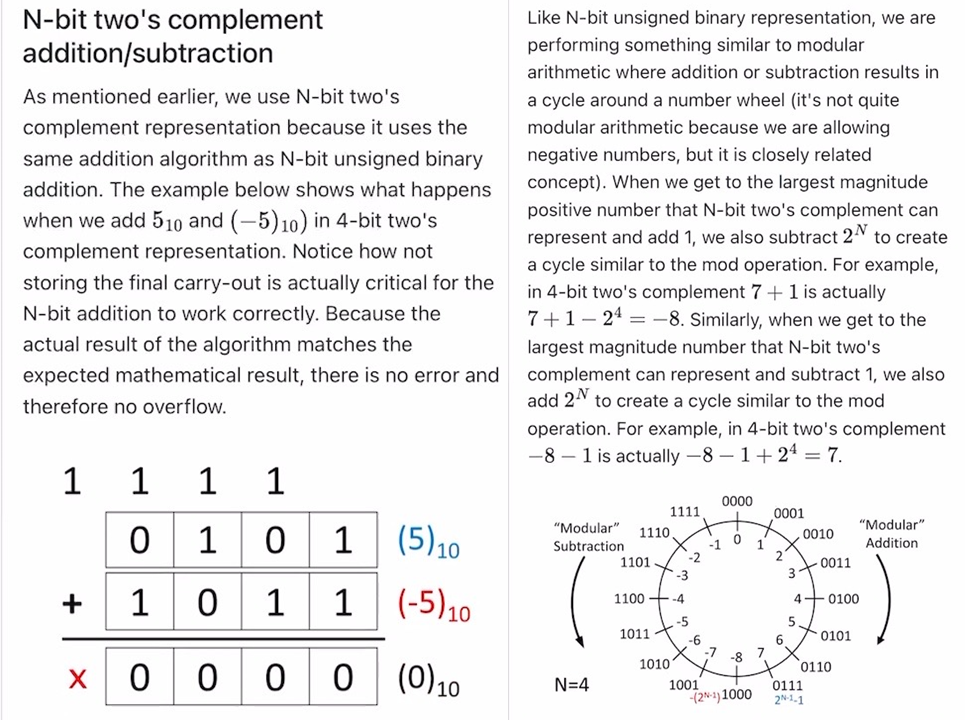 N-bit two's complement
addition/subtraction
As mentioned earlier, we use N-bit two's
complement representation because it uses the
same addition algorithm as N-bit unsigned binary
addition. The example below shows what happens
when we add 5₁₀ and (−5)₁₀) in 4-bit two's
complement representation. Notice how not
storing the final carry-out is actually critical for the
N-bit addition to work correctly. Because the
actual result of the algorithm matches the
expected mathematical result, there is no error and
therefore no overflow.
1 1 1 1
0 1 0 1 (5)₁₀
+ 1 0 1 1 (-5)₁₀
x 0 0 0 0 (0)₁₀
Like N-bit unsigned binary representation, we are
performing something similar to modular
arithmetic where addition or subtraction results in
a cycle around a number wheel (it's not quite
modular arithmetic because we are allowing
negative numbers, but it is closely related
concept). When we get to the largest magnitude
positive number that N-bit two's complement can
represent and add 1, we also subtract 2ᴺ to create
a cycle similar to the mod operation. For example,
in 4-bit two's complement 7 + 1 is actually
7 + 1 − 2⁴ = −8. Similarly, when we get to the
largest magnitude number that N-bit two's
complement can represent and subtract 1, we also
add 2ᴺ to create a cycle similar to the mod
operation. For example, in 4-bit two's complement
−8 − 1 is actually −8 − 1 + 2⁴ = 7.
0000
1111 0001
"Modular"
Subtraction
1110 0010
"Modular"
Addition
-1 0 1
-2 2
1101 0011
-3 3
1100 -4 4 0100
-5 5
1011 0101
-6 6
-7 -8 7
1010 0110
N=4
1001 1000 0111
-(2ᴺ⁻¹) 2ᴺ⁻¹-1